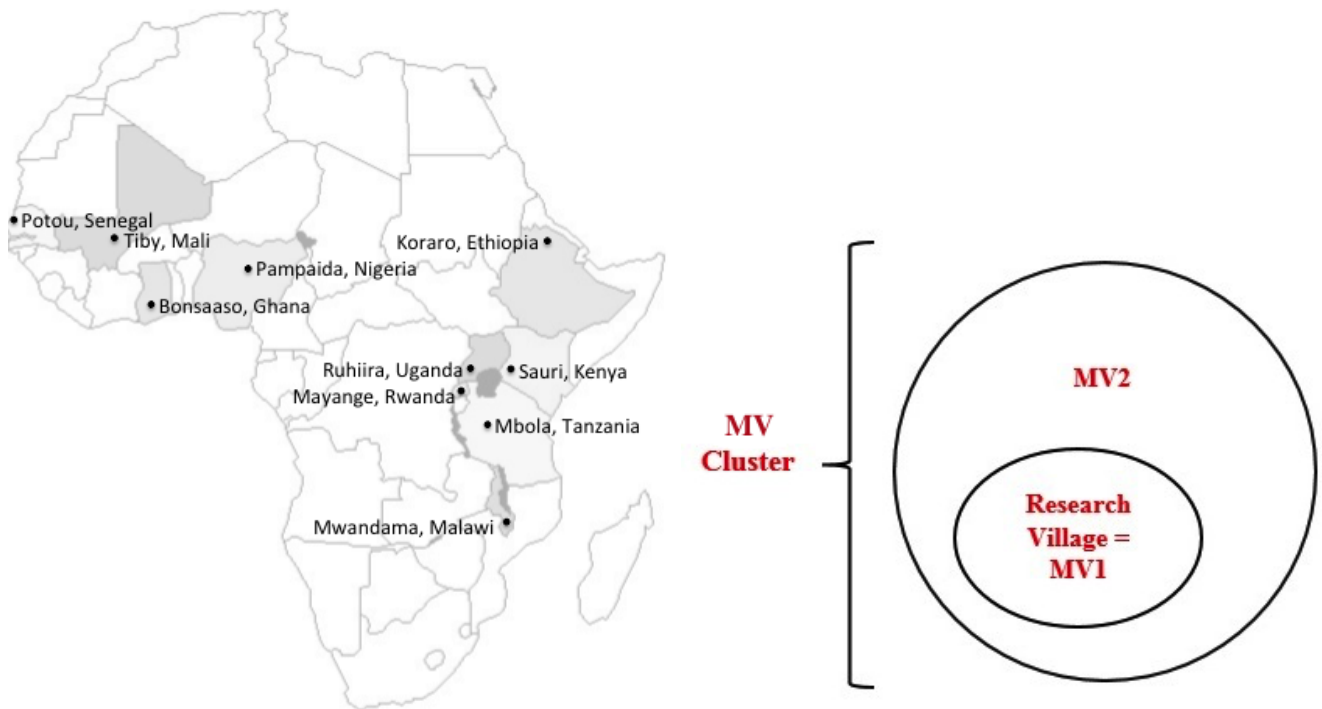 Potou, Senegal
Tiby, Mali
Koraro, Ethiopia
Pampaida, Nigeria
Bonsaaso, Ghana
Ruhiira, Uganda
Sauri, Kenya
Mayange, Rwanda
Mbola, Tanzania
Mwandama, Malawi
MV
Cluster
MV2
Research
Village =
MV1